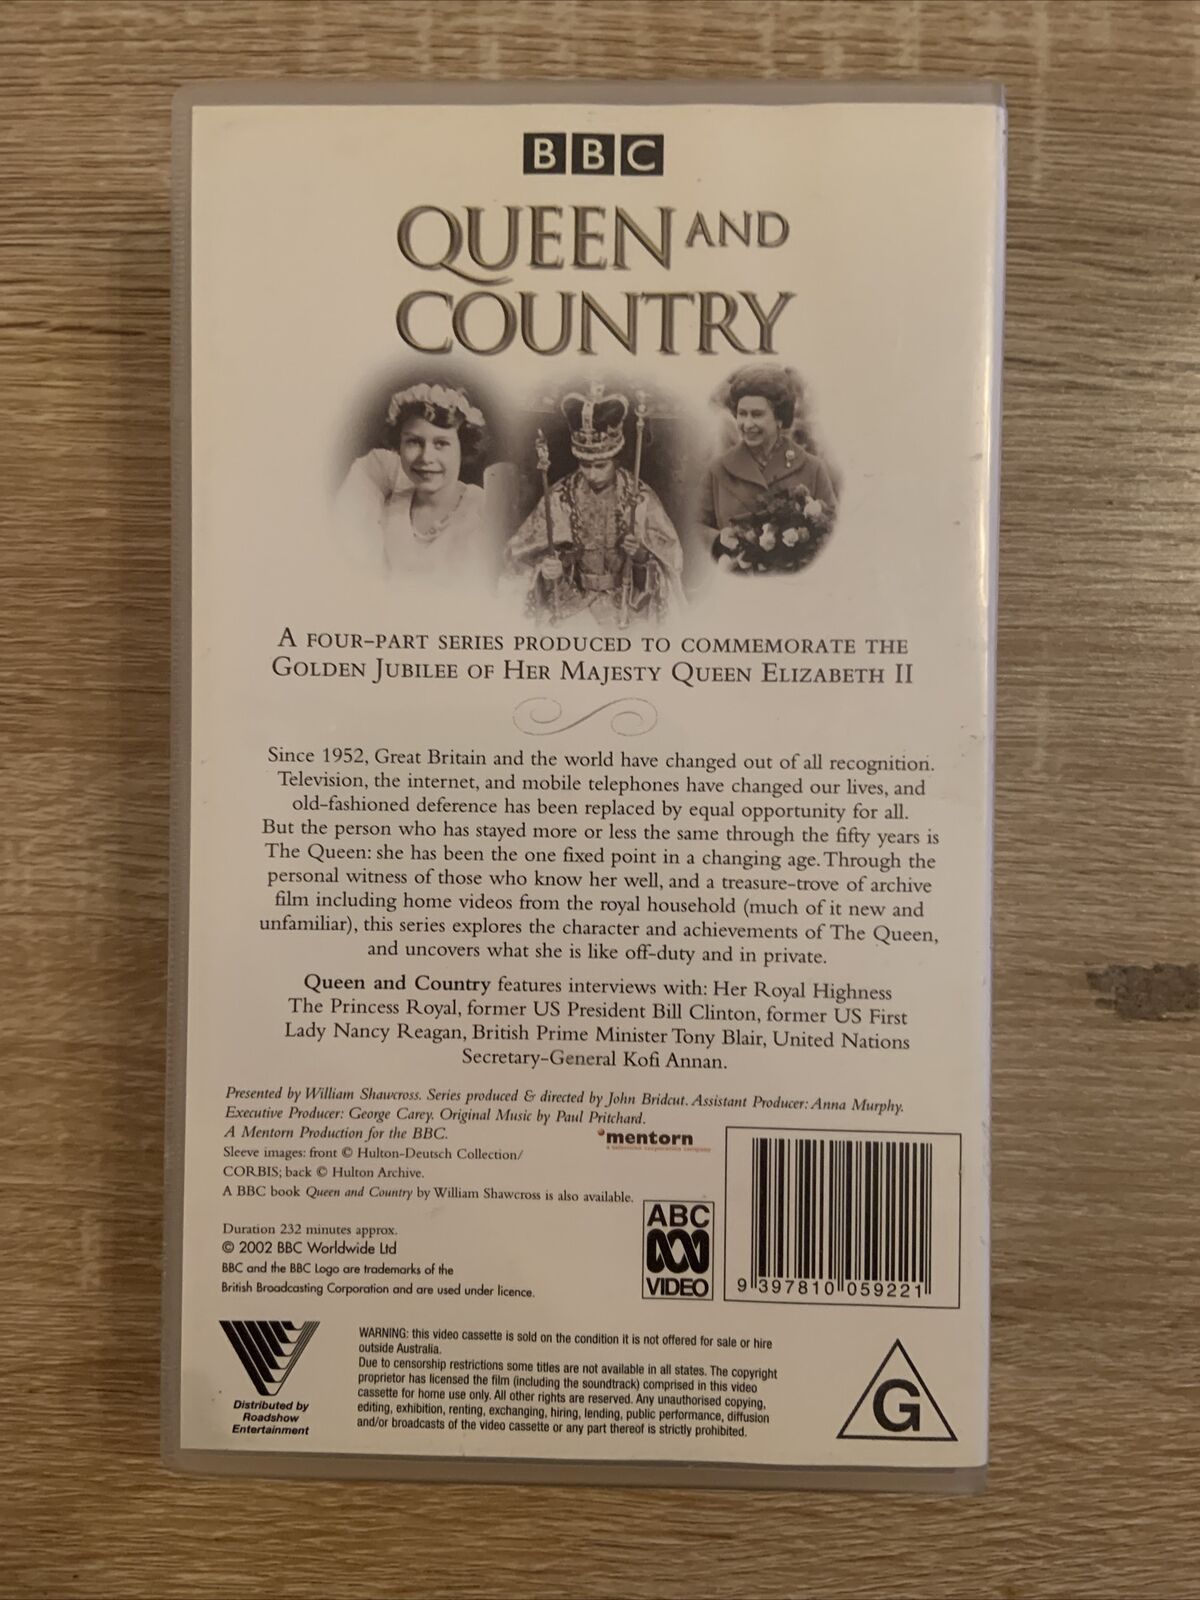 BBC
QUEEN AND
COUNTRY
A FOUR-PART SERIES PRODUCED TO COMMEMORATE THE
GOLDEN JUBILEE OF HER MAJESTY QUEEN ELIZABETH II
Since 1952, Great Britain and the world have changed out of all recognition.
Television, the internet, and mobile telephones have changed our lives, and
old-fashioned deference has been replaced by equal opportunity for all.
But the person who has stayed more or less the same through the fifty years is
The Queen: she has been the one fixed point in a changing age. Through the
personal witness of those who know her well, and a treasure-trove of archive
film including home videos from the royal household (much of it new and
unfamiliar), this series explores the character and achievements of The Queen,
and uncovers what she is like off-duty and in private.
Queen and Country features interviews with: Her Royal Highness
The Princess Royal, former US President Bill Clinton, former US First
Lady Nancy Reagan, British Prime Minister Tony Blair, United Nations
Secretary-General Kofi Annan.
Presented by William Shawcross. Series produced & directed by John Bridcut. Assistant Producer: Anna Murphy.
Executive Producer: George Carey. Original Music by Paul Pritchard.
A Mentorn Production for the BBC.
mentorn
a television corporation company
Sleeve images: front © Hulton-Deutsch Collection/
CORBIS; back © Hulton Archive.
A BBC book Queen and Country by William Shawcross is also available.
Duration 232 minutes approx.
© 2002 BBC Worldwide Ltd
BBC and the BBC Logo are trademarks of the
British Broadcasting Corporation and are used under licence.
ABC
VIDEO
9 397810 059221
Distributed by
Roadshow
Entertainment
WARNING: this video cassette is sold on the condition it is not offered for sale or hire
outside Australia.
Due to censorship restrictions some titles are not available in all states. The copyright
proprietor has licensed the film (including the soundtrack) comprised in this video
cassette for home use only. All other rights are reserved. Any unauthorised copying,
editing, exhibition, renting, exchanging, hiring, lending, public performance, diffusion
and/or broadcasts of the video cassette or any part thereof is strictly prohibited.
G